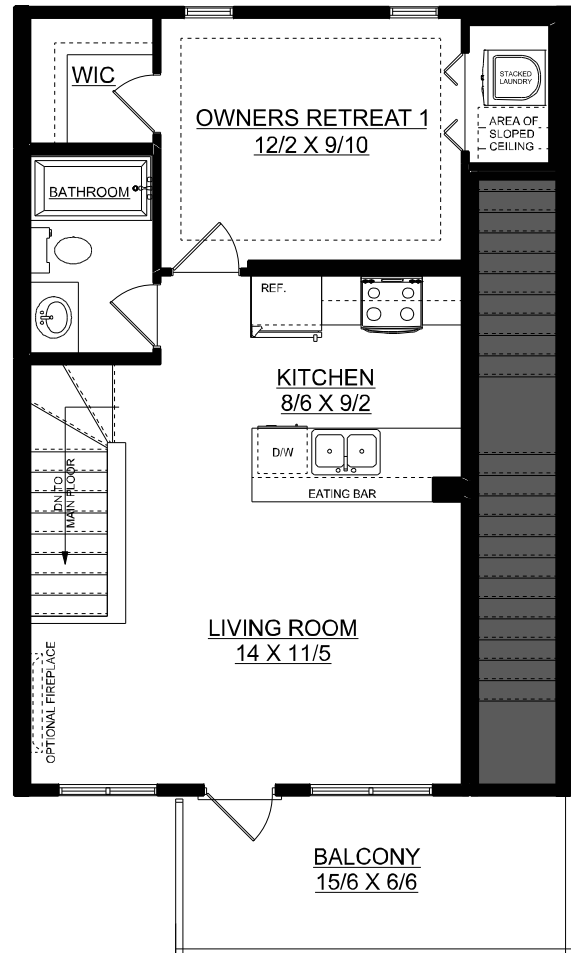 WIC
OWNERS RETREAT 1
12/2 X 9/10
STACKED
LAUNDRY
AREA OF
SLOPED
CEILING
BATHROOM
REF.
KITCHEN
8/6 X 9/2
D/W
EATING BAR
DN TO
MAIN FLOOR
LIVING ROOM
14 X 11/5
OPTIONAL FIREPLACE
BALCONY
15/6 X 6/6